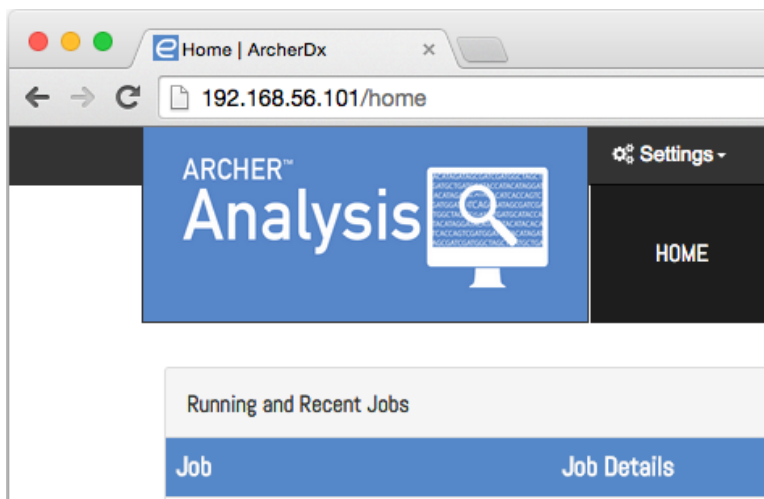 Home | ArcherDx
192.168.56.101/home
Settings
ARCHER™
Analysis
HOME
Running and Recent Jobs
Job Job Details